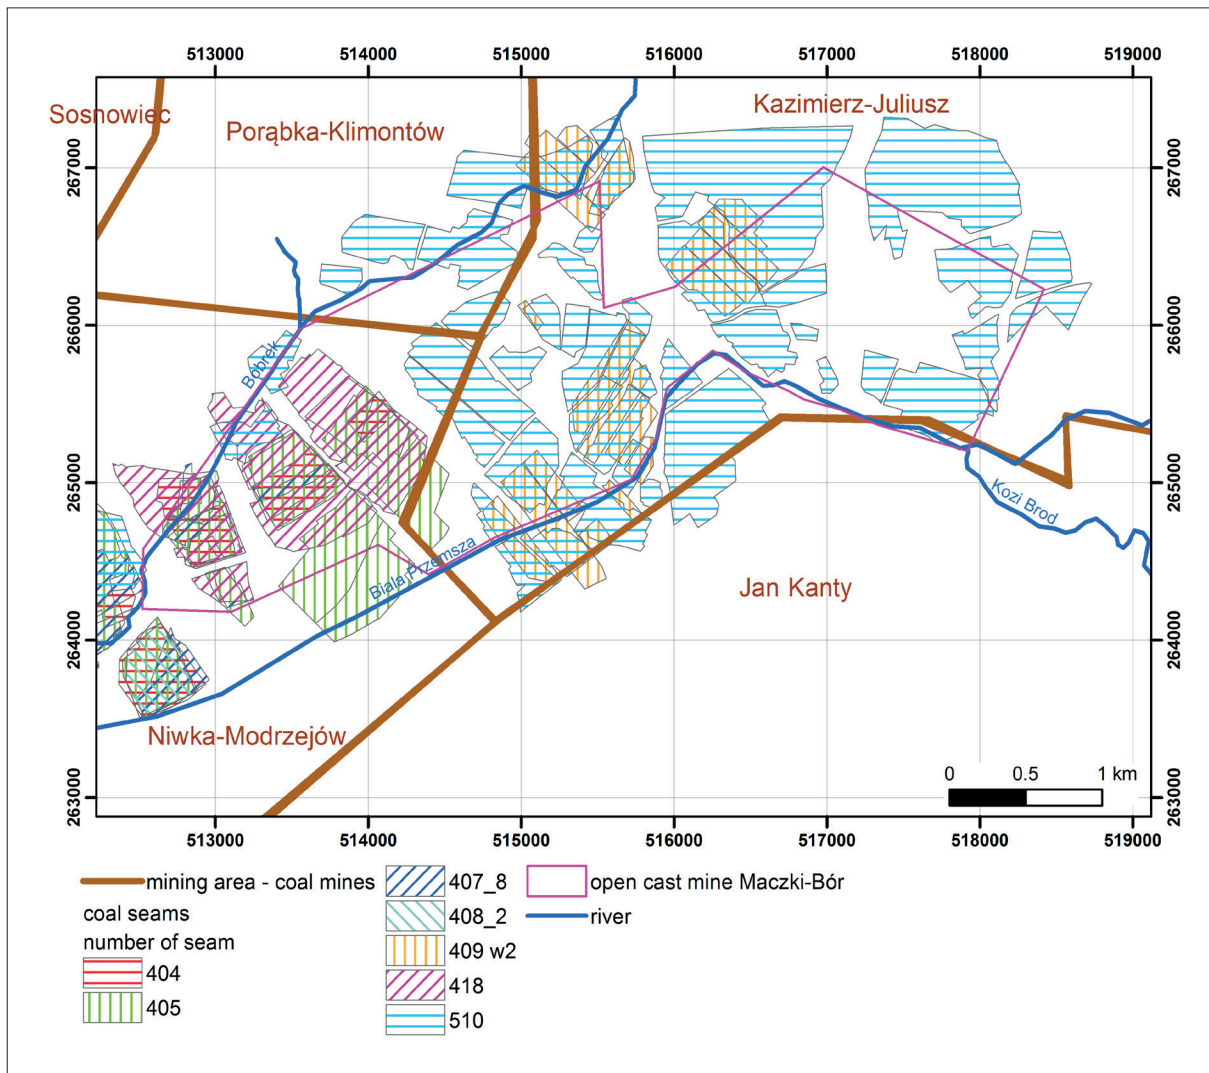 513000
514000
515000
516000
517000
518000
519000
Sosnowiec
Porąbka-Klimontów
Kazimierz-Juliusz
267000
267000
266000
266000
Bobrek
265000
265000
Kozi Brod
Biala Przemsza
Jan Kanty
264000
264000
Niwka-Modrzejów
0 0.5 1 km
263000
263000
513000
514000
515000
516000
517000
518000
519000
mining area - coal mines
coal seams
number of seam
404
405
407_8
408_2
409 w2
418
510
open cast mine Maczki-Bór
river